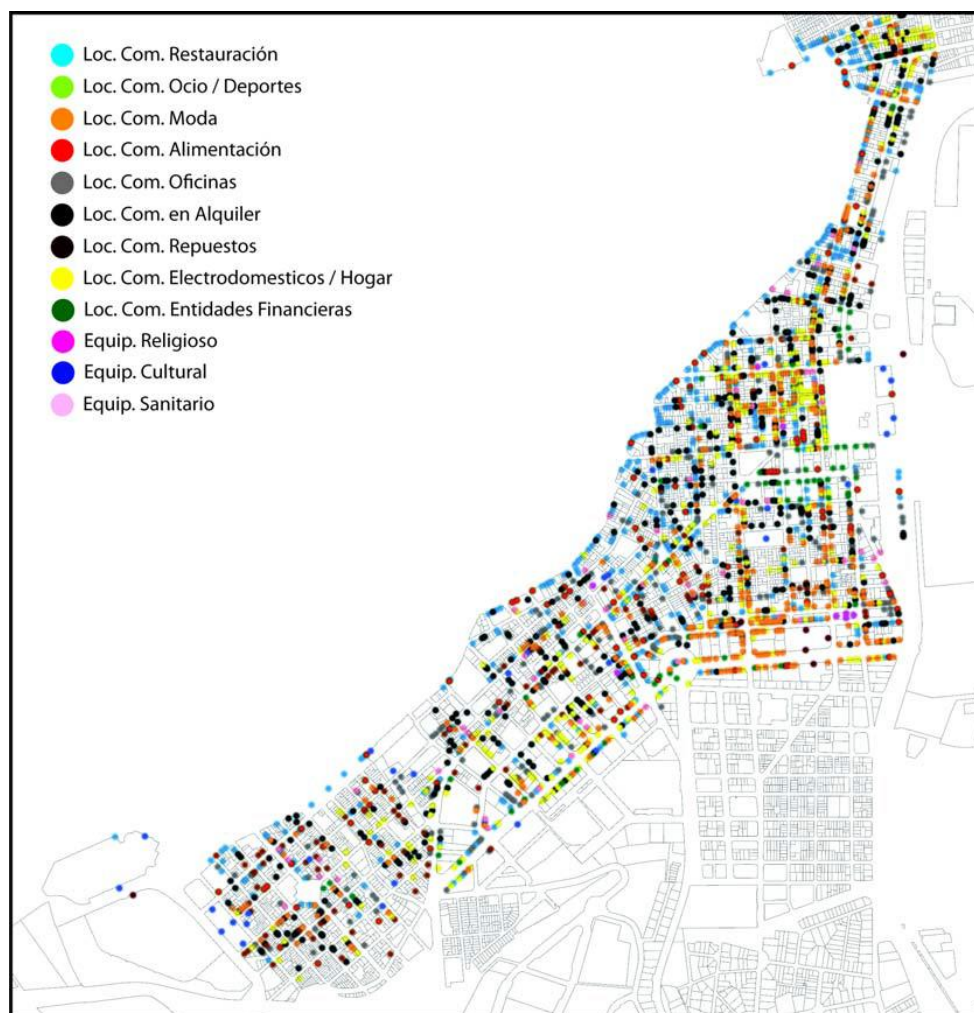 Loc. Com. Restauración
Loc. Com. Ocio / Deportes
Loc. Com. Moda
Loc. Com. Alimentación
Loc. Com. Oficinas
Loc. Com. en Alquiler
Loc. Com. Repuestos
Loc. Com. Electrodomesticos / Hogar
Loc. Com. Entidades Financieras
Equip. Religioso
Equip. Cultural
Equip. Sanitario